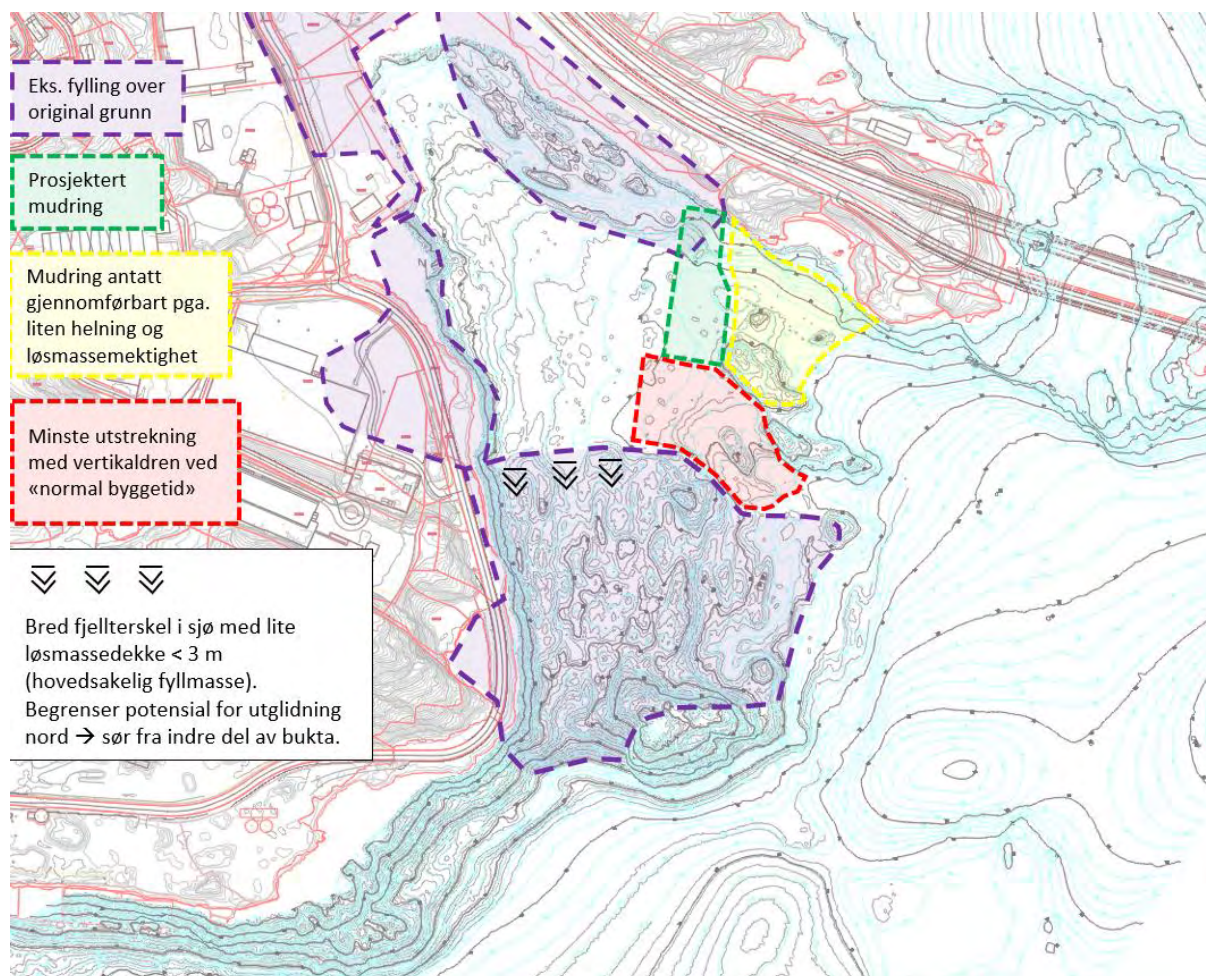 Eks. fylling over
original grunn
Prosjektert
mudring
Mudring antatt
gjennomførbart pga.
liten helning og
løsmassemektighet
Minste utstrekning
med vertikaldren ved
«normal byggetid»
Bred fjellterskel i sjø med lite
løsmassedekke < 3 m
(hovedsakelig fyllmasse).
Begrenser potensial for utglidning
nord → sør fra indre del av bukta.